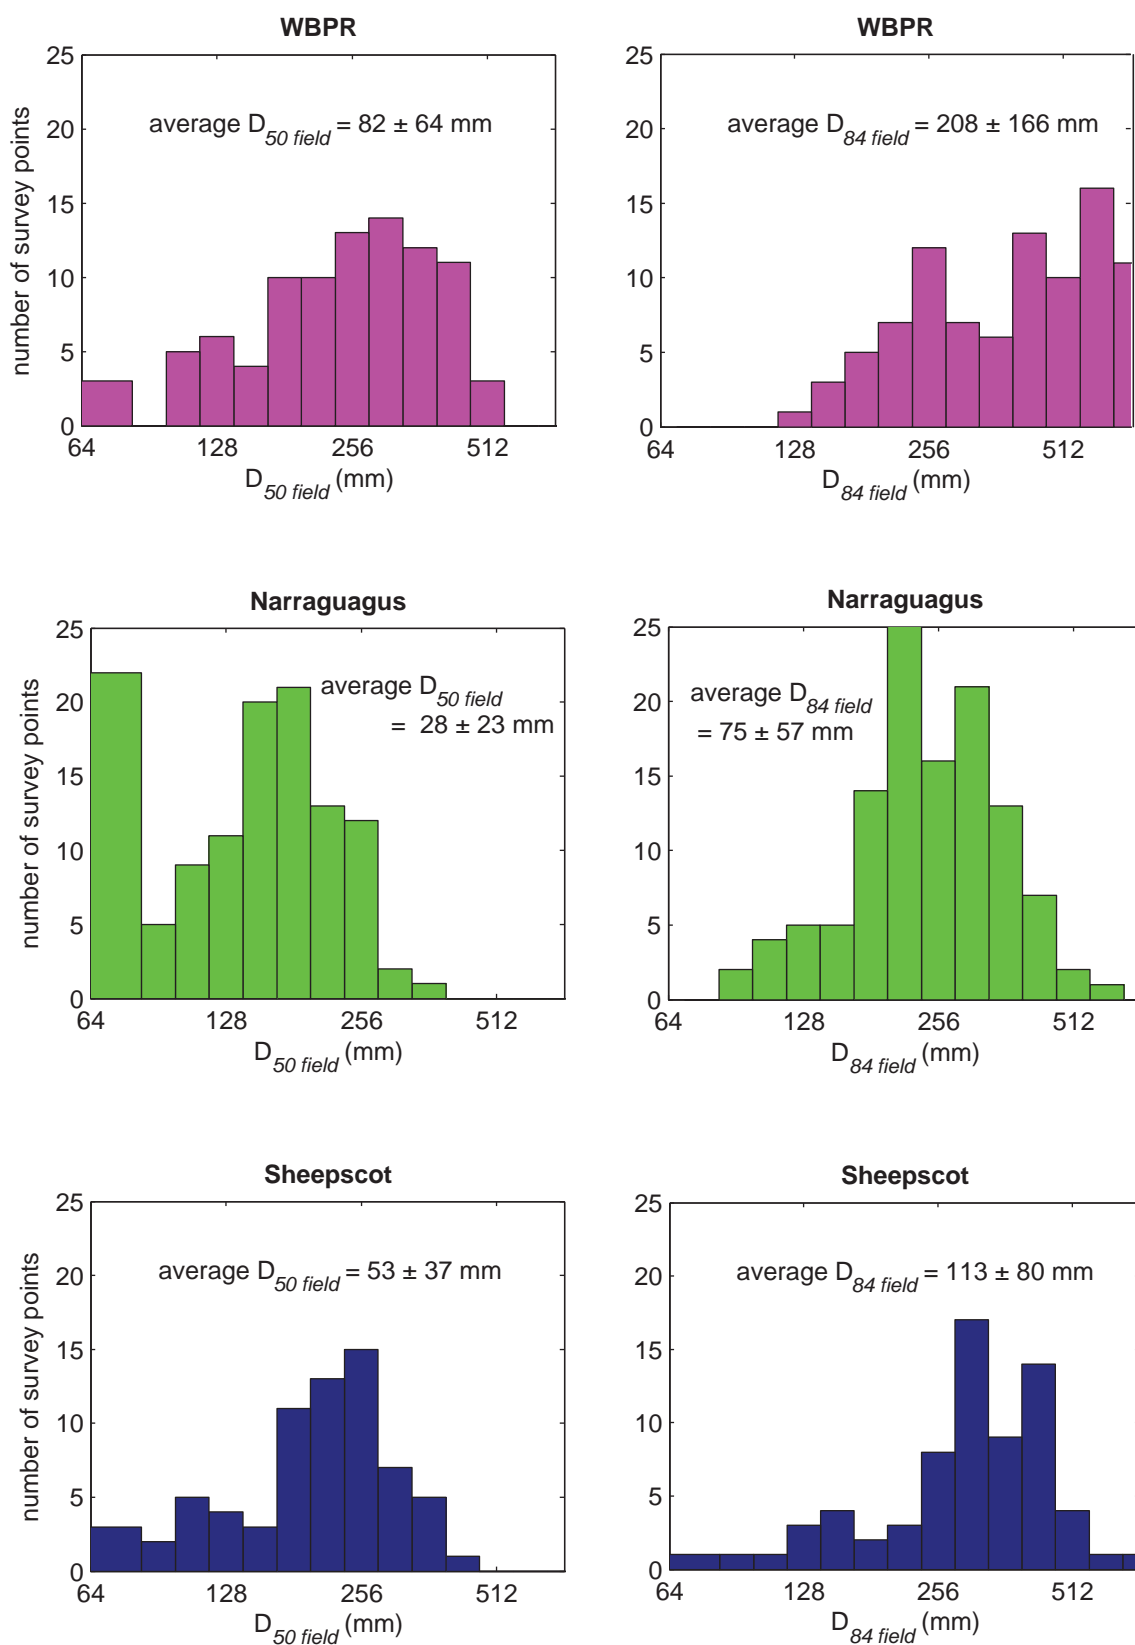 WBPR
25
20
15
10
5
0
number of survey points
average D50 field = 82 ± 64 mm
64 128 256 512
D50 field (mm)
WBPR
25
20
15
10
5
0
average D84 field = 208 ± 166 mm
64 128 256 512
D84 field (mm)
Narraguagus
25
20
15
10
5
0
number of survey points
average D50 field
= 28 ± 23 mm
64 128 256 512
D50 field (mm)
Narraguagus
25
20
15
10
5
0
average D84 field
= 75 ± 57 mm
64 128 256 512
D84 field (mm)
Sheepscot
25
20
15
10
5
0
number of survey points
average D50 field = 53 ± 37 mm
64 128 256 512
D50 field (mm)
Sheepscot
25
20
15
10
5
0
average D84 field = 113 ± 80 mm
64 128 256 512
D84 field (mm)